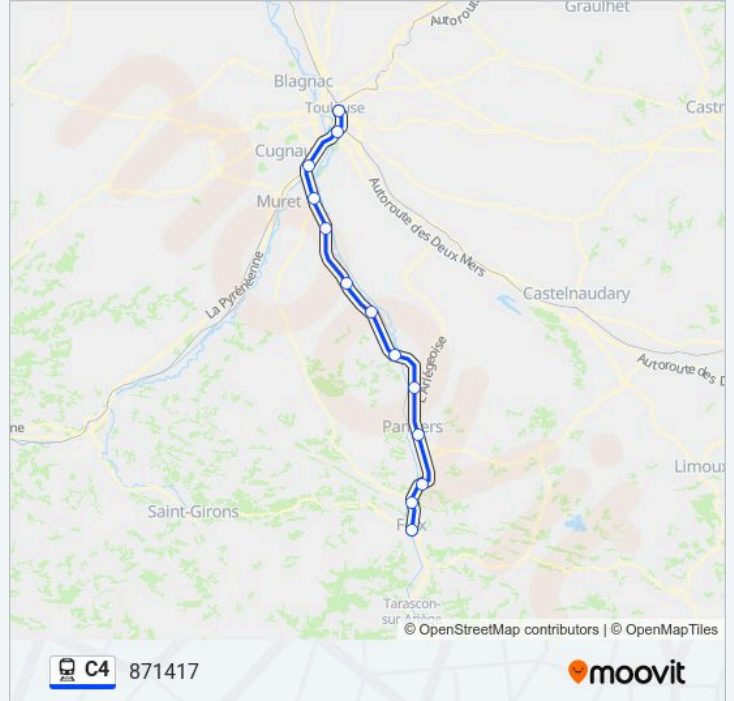 Graulhet
Autorou
Blagnac
Toulouse
Castr
Cugnau
Muret
Autoroute des Deux Mers
La Pyrénéenne
Castelnaudary
L'Ariégeoise
Autoroute des D
ne
Pamiers
Limoux
Saint-Girons
Foix
Tarascon-
sur-Ariège
© OpenStreetMap contributors | © OpenMapTiles
C4 871417
moovit